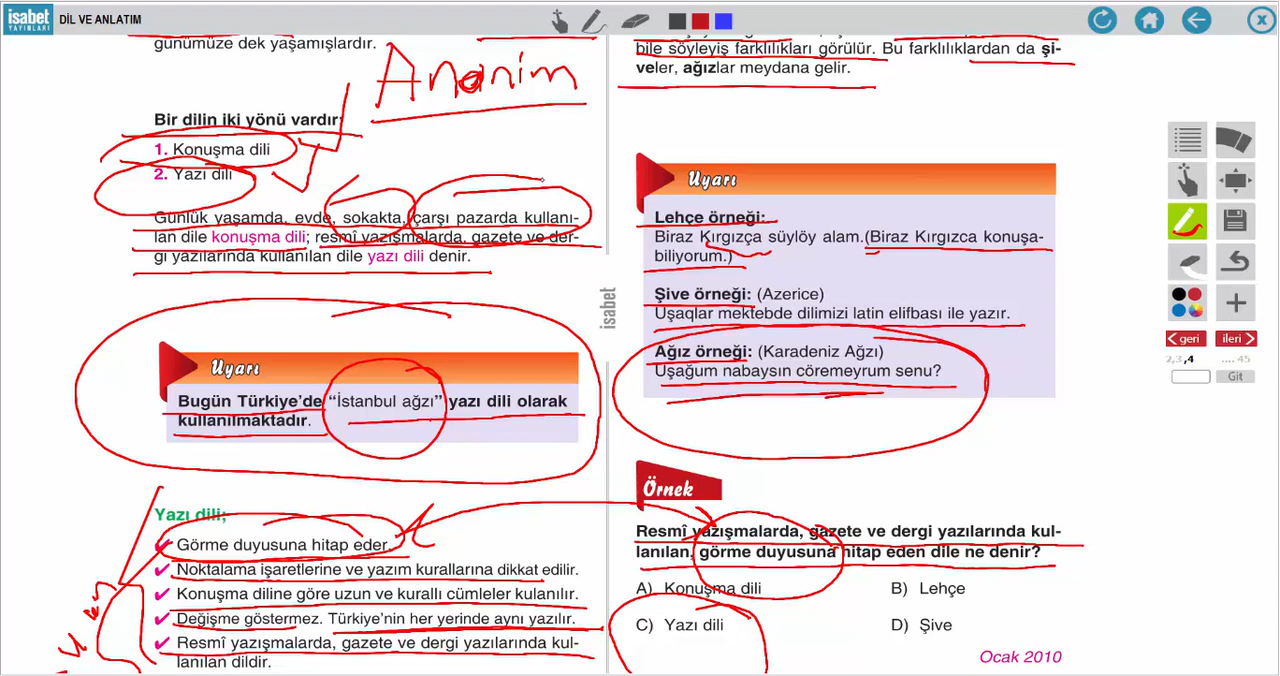 isabet
YAYINLARI
DİL VE ANLATIM
günümüze dek yaşamışlardır.
Ananim
Bir dilin iki yönü vardır;
1. Konuşma dili
2. Yazı dili
Günlük yaşamda, evde, sokakta, çarşı pazarda kullanı-
lan dile konuşma dili; resmî yazışmalarda, gazete ve der-
gi yazılarında kullanılan dile yazı dili denir.
Uyarı
Bugün Türkiye'de "İstanbul ağzı" yazı dili olarak
kullanılmaktadır.
Yazı dili;
Görme duyusuna hitap eder.
Noktalama işaretlerine ve yazım kurallarına dikkat edilir.
Konuşma diline göre uzun ve kurallı cümleler kulanılır.
Değişme göstermez. Türkiye'nin her yerinde aynı yazılır.
Resmî yazışmalarda, gazete ve dergi yazılarında kul-
lanılan dildir.
isabet
bile söyleyiş farklılıkları görülür. Bu farklılıklardan da şi-
veler, ağızlar meydana gelir.
Uyarı
Lehçe örneği:
Biraz Kırgızça süylöy alam.(Biraz Kırgızca konuşa-
biliyorum.)
Şive örneği: (Azerice)
Uşaqlar mektebde dilimizi latin elifbası ile yazır.
Ağız örneği: (Karadeniz Ağzı)
Uşağum nabaysın cöremeyrum senu?
Örnek
Resmî yazışmalarda, gazete ve dergi yazılarında kul-
lanılan, görme duyusuna hitap eden dile ne denir?
A) Konuşma dili
B) Lehçe
C) Yazı dili
D) Şive
Ocak 2010
geri
ileri
2,3,4 .... 45
Git